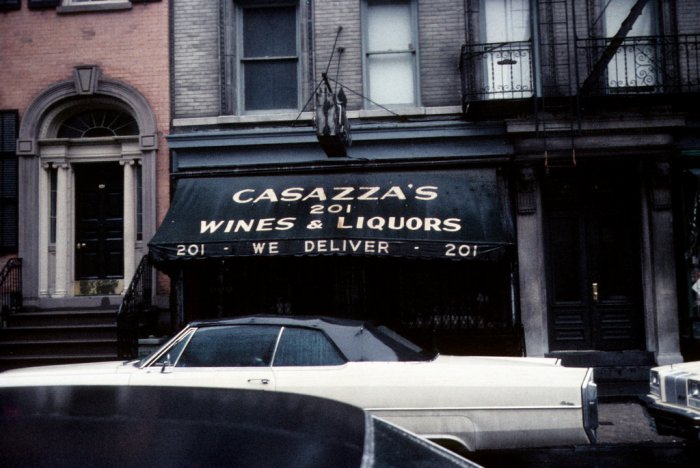 CASAZZA'S
201
WINES & LIQUORS
201 - WE DELIVER - 201